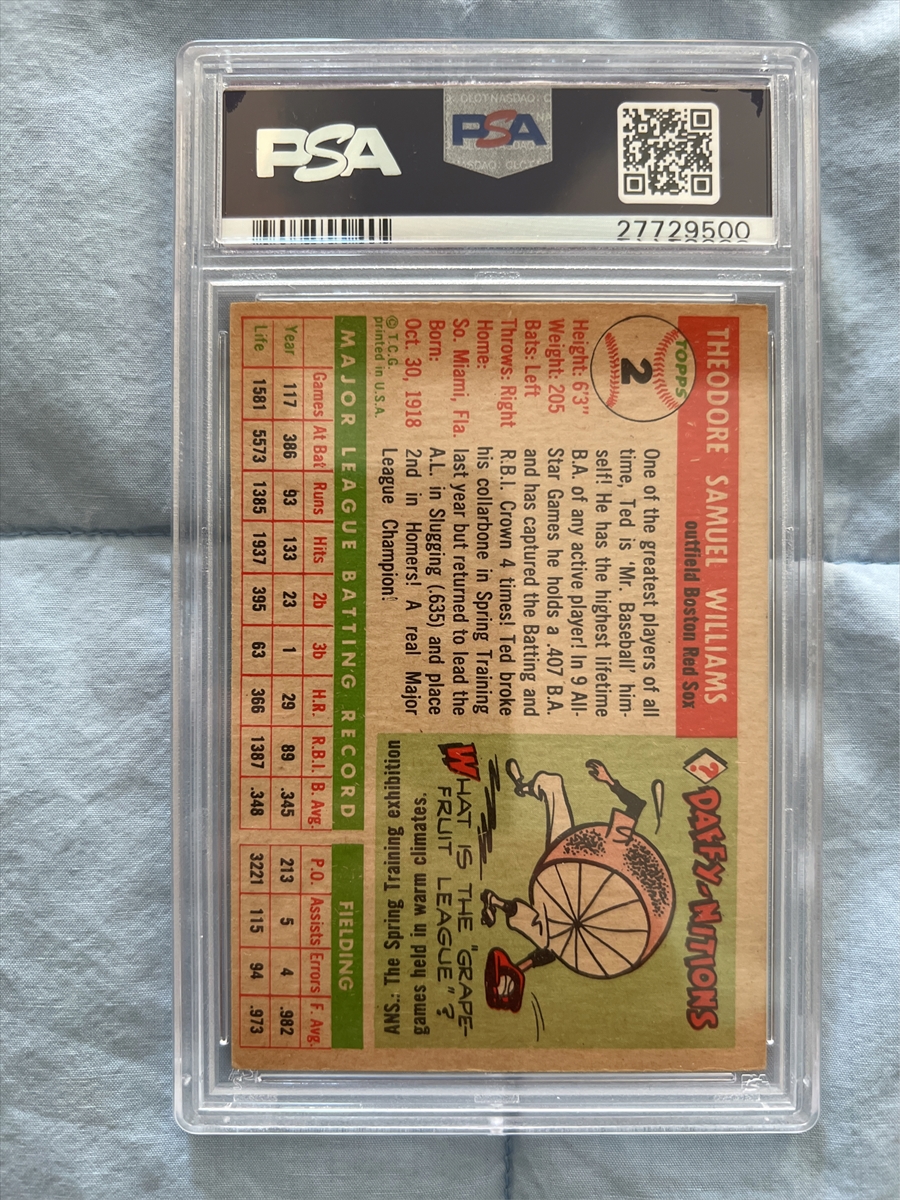 PSA
PSA
27729500
THEODORE SAMUEL WILLIAMS
outfield Boston Red Sox
TOPPS
2
Height: 6'3"
Weight: 205
Bats: Left
Throws: Right
Home:
So. Miami, Fla.
Born:
Oct. 30, 1918
© T.C.G.
printed in U.S.A.
One of the greatest players of all
time, Ted is 'Mr. Baseball' him-
self! He has the highest lifetime
B.A. of any active player! In 9 All-
Star Games he holds a .407 B.A.
and has captured the Batting and
R.B.I. Crown 4 times! Ted broke
his collarbone in Spring Training
last year but returned to lead the
A.L. in Slugging (.635) and place
2nd in Homers! A real Major
League Champion!
? DAFFY-NITIONS
WHAT IS THE "GRAPE-
FRUIT LEAGUE"?
ANS.: The Spring Training exhibition
games held in warm climates.
MAJOR LEAGUE BATTING RECORD FIELDING
Games At Bat Runs Hits 2b 3b H.R. R.B.I. B. Avg. P.O. Assists Errors F. Avg.
Year 117 386 93 133 23 1 29 89 .345 213 5 4 .982
Life 1581 5573 1385 1937 395 63 366 1387 .348 3221 115 94 .973